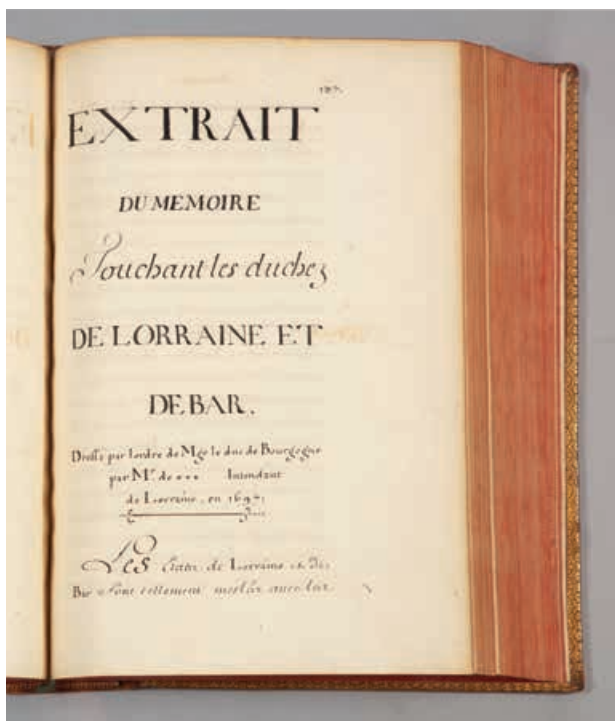 EXTRAIT
DU MEMOIRE
Touchant les duchez
DE LORRAINE ET
DE BAR.
Dressé par l'ordre de Mgr le duc de Bourgogne
par Mr. de *** Intendant
de Lorraine, en 1697.
Les Etats de Lorraine et de
Bar sont tellement meslés avec les